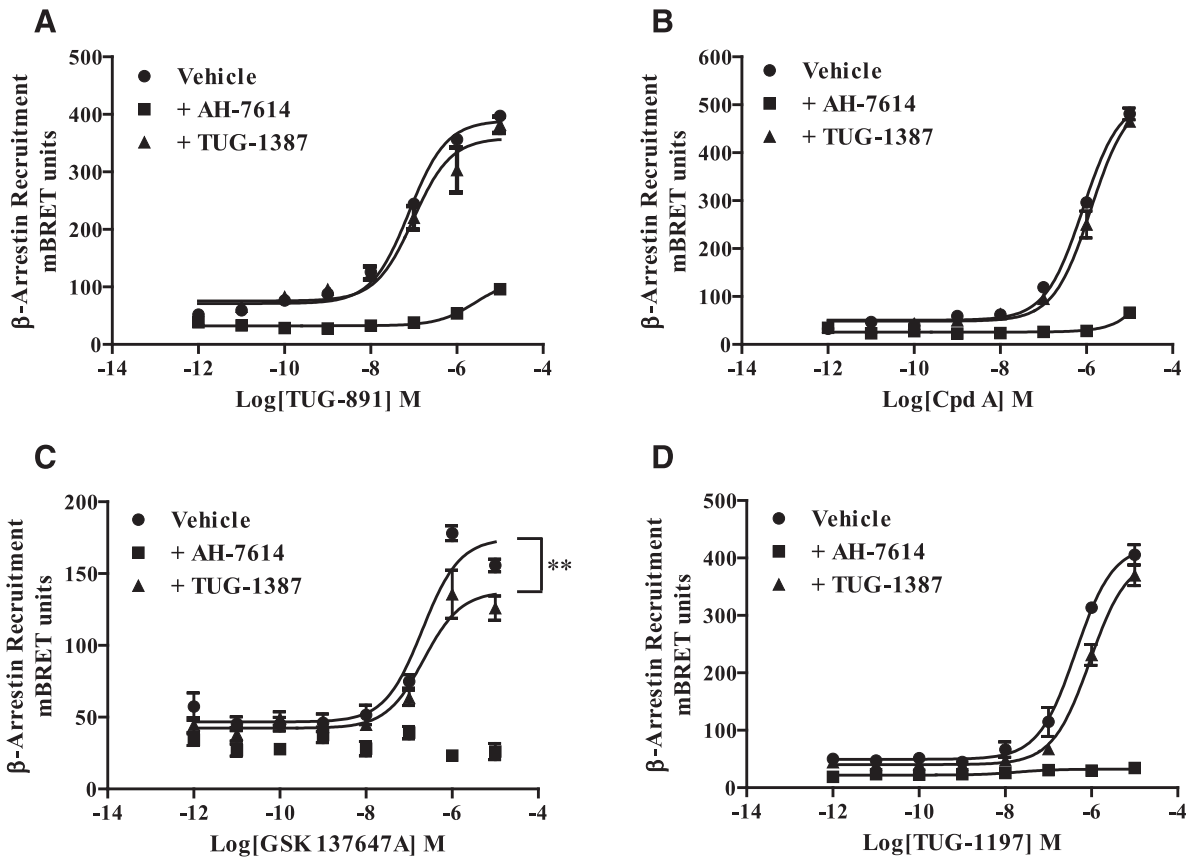 A
β-Arrestin Recruitment
mBRET units
500
400
300
200
100
0
Vehicle
+ AH-7614
+ TUG-1387
-14
-12
-10
-8
-6
-4
Log[TUG-891] M
B
β-Arrestin Recruitment
mBRET units
600
500
400
300
200
100
0
Vehicle
+ AH-7614
+ TUG-1387
-14
-12
-10
-8
-6
-4
Log[Cpd A] M
C
β-Arrestin Recruitment
mBRET units
200
150
100
50
0
Vehicle
+ AH-7614
+ TUG-1387
**
-14
-12
-10
-8
-6
-4
Log[GSK 137647A] M
D
β-Arrestin Recruitment
mBRET units
500
400
300
200
100
0
Vehicle
+ AH-7614
+ TUG-1387
-14
-12
-10
-8
-6
-4
Log[TUG-1197] M